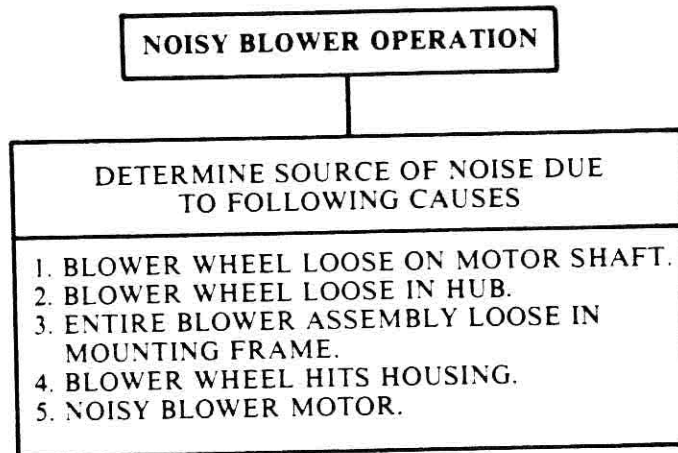 NOISY BLOWER OPERATION
DETERMINE SOURCE OF NOISE DUE
TO FOLLOWING CAUSES
1. BLOWER WHEEL LOOSE ON MOTOR SHAFT.
2. BLOWER WHEEL LOOSE IN HUB.
3. ENTIRE BLOWER ASSEMBLY LOOSE IN
MOUNTING FRAME.
4. BLOWER WHEEL HITS HOUSING.
5. NOISY BLOWER MOTOR.